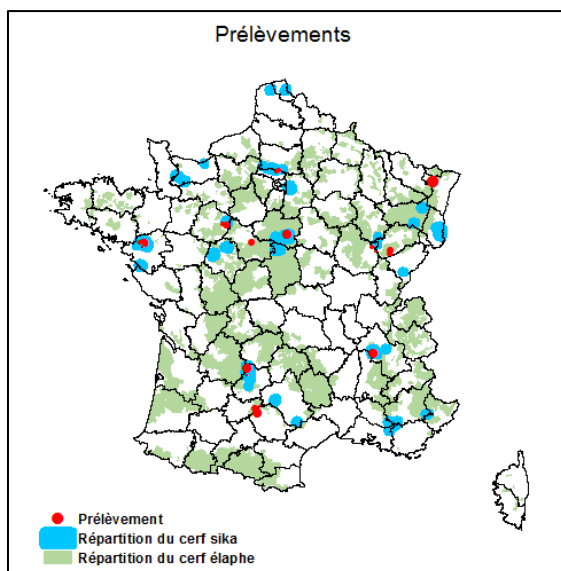 Prélèvements
Prélèvement
Répartition du cerf sika
Répartition du cerf élaphe